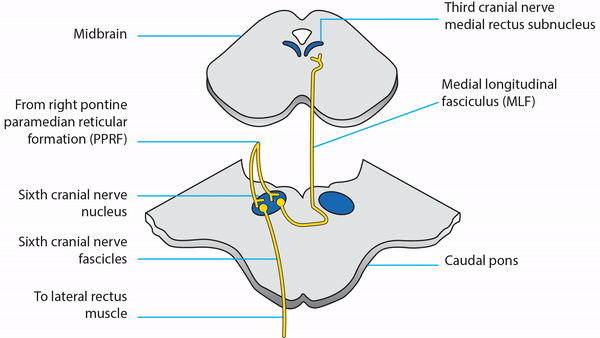 Third cranial nerve
medial rectus subnucleus
Midbrain
Medial longitudinal
fasciculus (MLF)
From right pontine
paramedian reticular
formation (PPRF)
Sixth cranial nerve
nucleus
Sixth cranial nerve
fascicles
Caudal pons
To lateral rectus
muscle